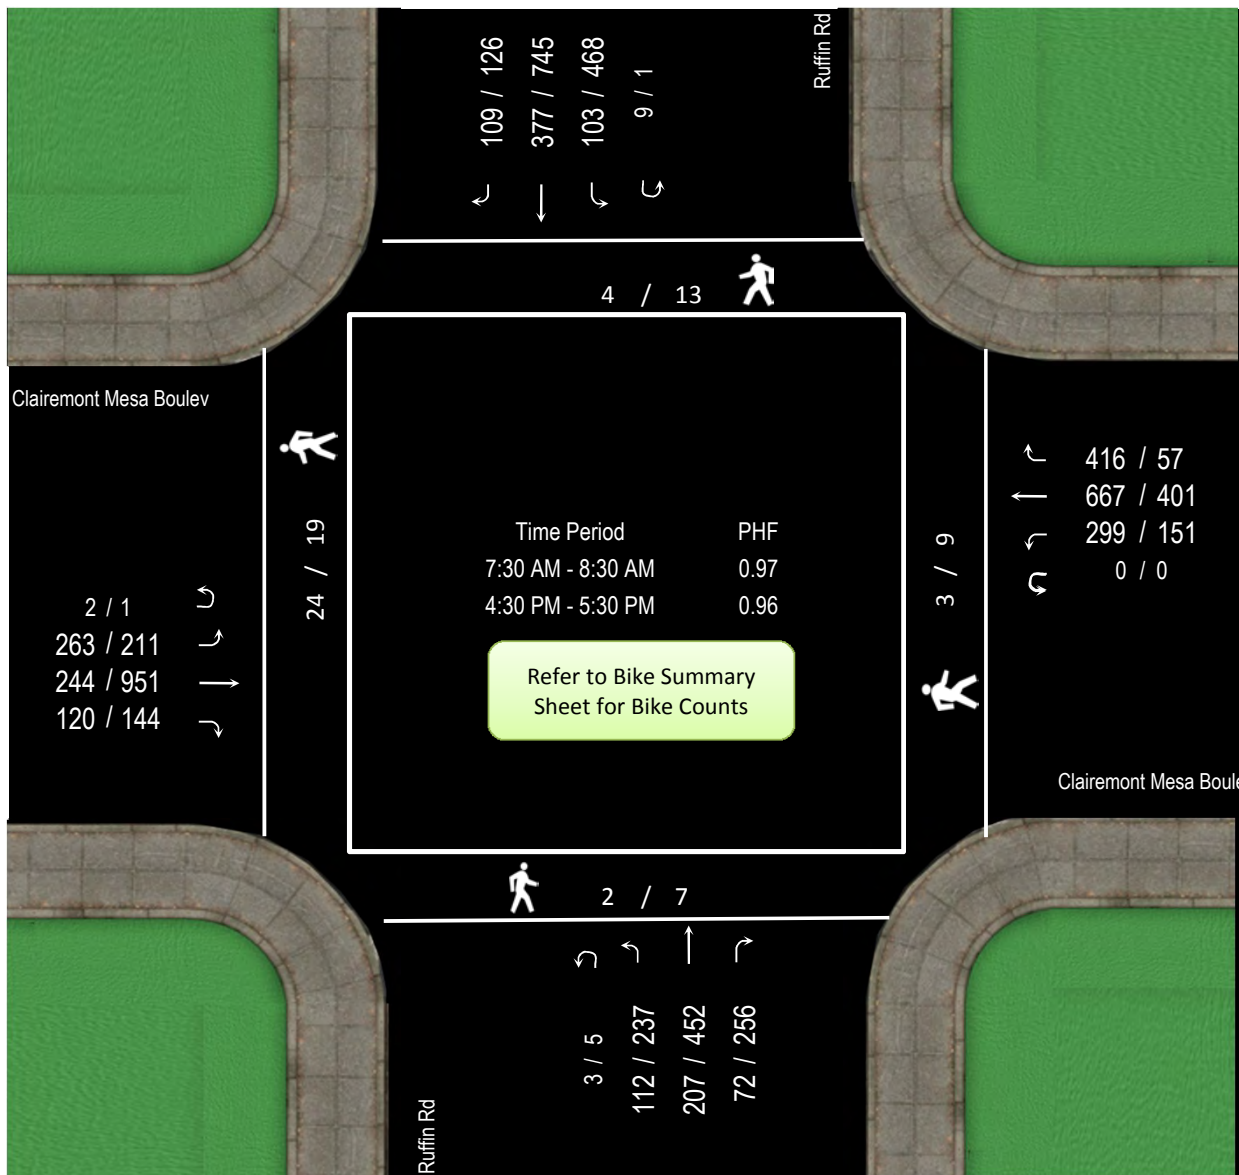 Ruffin Rd
109 / 126
377 / 745
103 / 468
9 / 1
4 / 13
Clairemont Mesa Boulev
24 / 19
2 / 1
263 / 211
244 / 951
120 / 144
Time Period PHF
7:30 AM - 8:30 AM 0.97
4:30 PM - 5:30 PM 0.96
Refer to Bike Summary
Sheet for Bike Counts
3 / 9
416 / 57
667 / 401
299 / 151
0 / 0
Clairemont Mesa Boule
2 / 7
3 / 5
112 / 237
207 / 452
72 / 256
Ruffin Rd